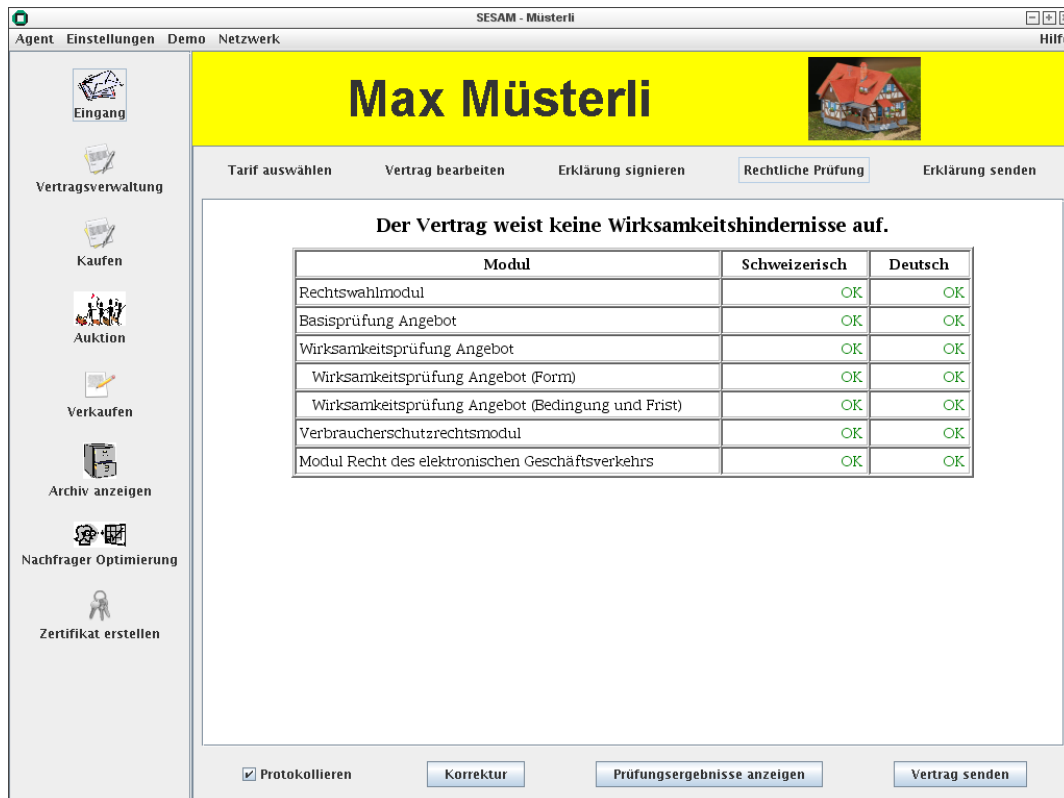 SESAM - Müsterli
Agent Einstellungen Demo Netzwerk Hilfe
Max Müsterli
Eingang
Vertragsverwaltung
Kaufen
Auktion
Verkaufen
Archiv anzeigen
Nachfrager Optimierung
Zertifikat erstellen
Tarif auswählen Vertrag bearbeiten Erklärung signieren Rechtliche Prüfung Erklärung senden
Der Vertrag weist keine Wirksamkeitshindernisse auf.
Modul Schweizerisch Deutsch
Rechtswahlmodul OK OK
Basisprüfung Angebot OK OK
Wirksamkeitsprüfung Angebot OK OK
Wirksamkeitsprüfung Angebot (Form) OK OK
Wirksamkeitsprüfung Angebot (Bedingung und Frist) OK OK
Verbraucherschutzrechtsmodul OK OK
Modul Recht des elektronischen Geschäftsverkehrs OK OK
Protokollieren Korrektur Prüfungsergebnisse anzeigen Vertrag senden